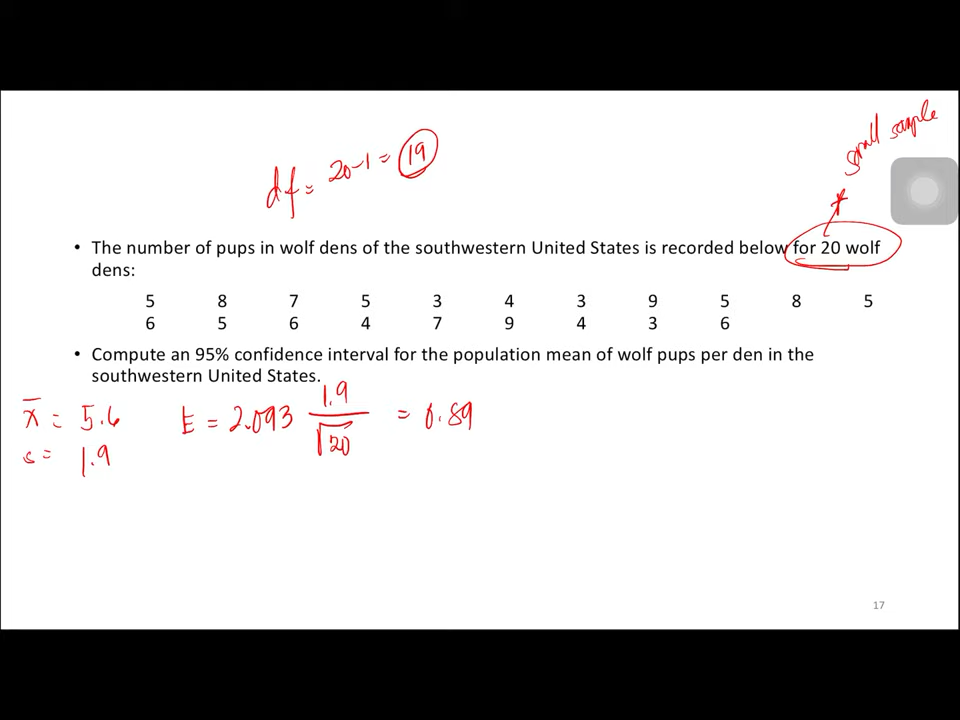 small sample
df = 20-1 = 19
• The number of pups in wolf dens of the southwestern United States is recorded below for 20 wolf
dens:
5 8 7 5 3 4 3 9 5 8 5
6 5 6 4 7 9 4 3 6
• Compute an 95% confidence interval for the population mean of wolf pups per den in the
southwestern United States.
x̄ = 5.6 E = 2.093 1.9/√20 = 0.89
s = 1.9
17